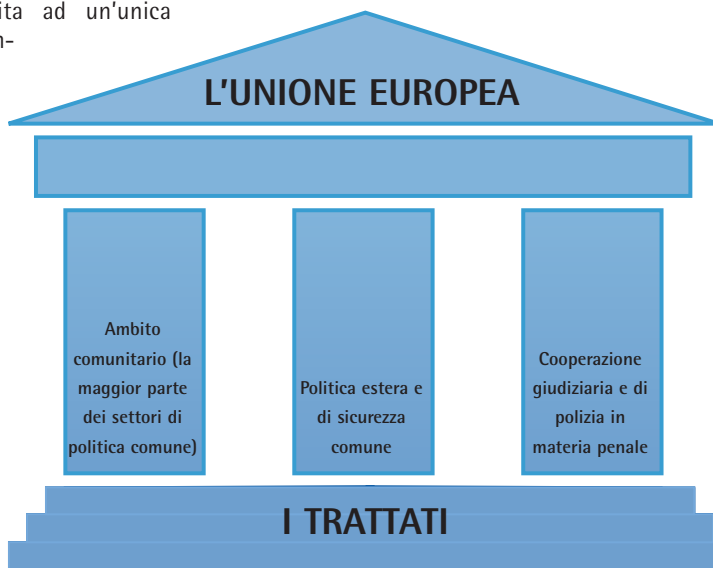 ita ad un'unica
n-
L'UNIONE EUROPEA
Ambito
comunitario (la
maggior parte
dei settori di
politica comune)
Politica estera e
di sicurezza
comune
Cooperazione
giudiziaria e di
polizia in
materia penale
I TRATTATI